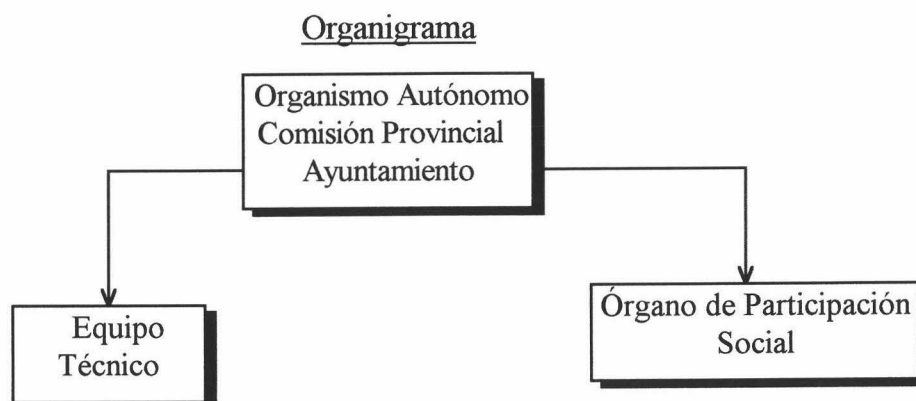 Organigrama
Organismo Autónomo
Comisión Provincial
Ayuntamiento
Equipo
Técnico
Órgano de Participación
Social